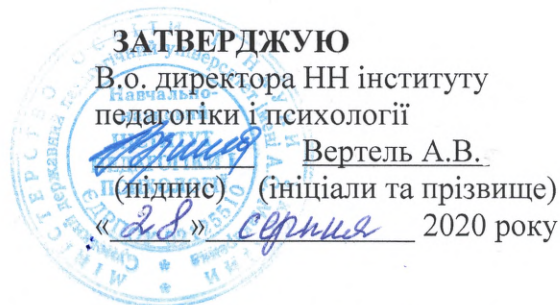 ЗАТВЕРДЖУЮ
В.о. директора НН інституту
педагогіки і психології
Вертель А.В.
(підпис) (ініціали та прізвище)
«28» серпня 2020 року